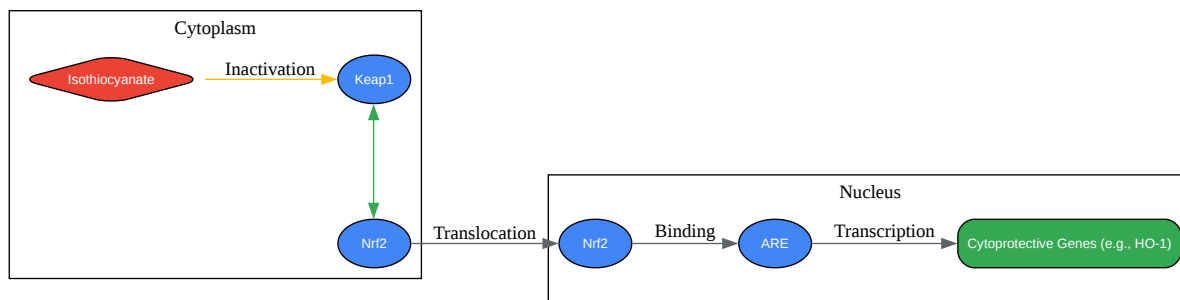 Cytoplasm
Isothiocyanate
Inactivation
Keap1
Nrf2
Translocation
Nucleus
Nrf2
Binding
ARE
Transcription
Cytoprotective Genes (e.g., HO-1)